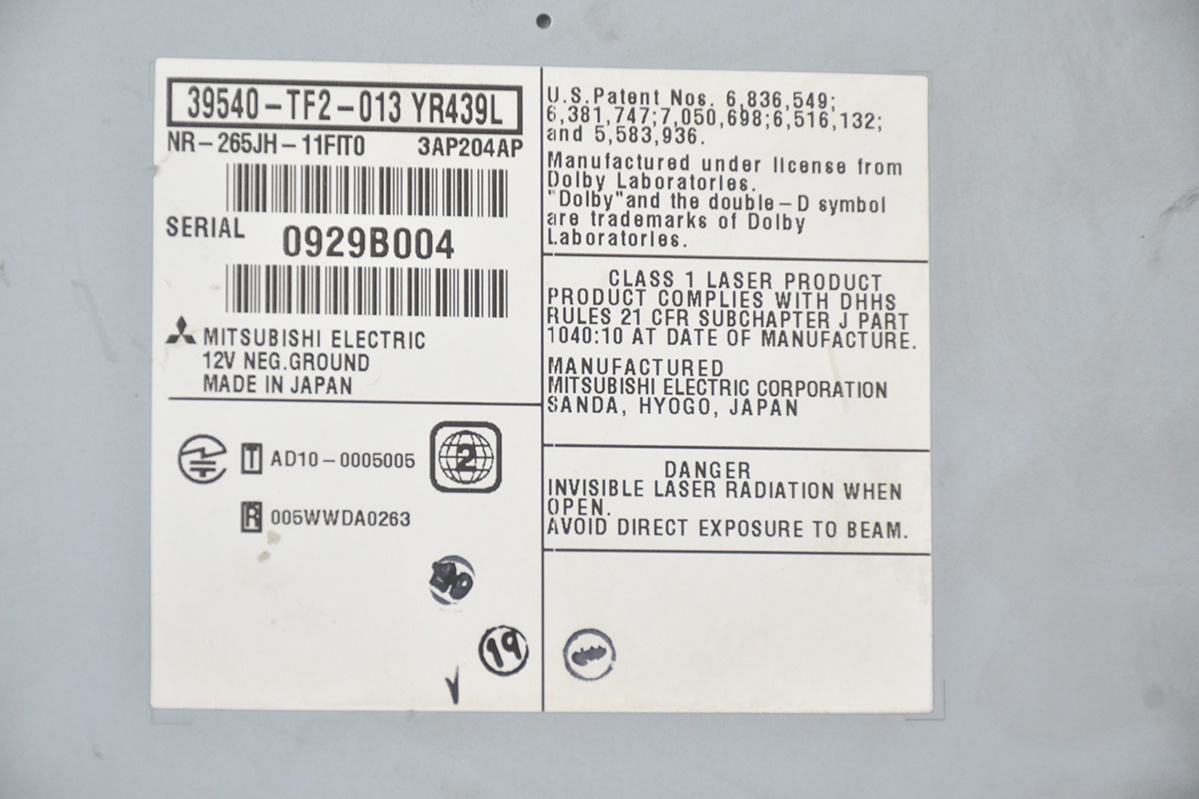 39540-TF2-013 YR439L
NR-265JH-11FIT0 3AP204AP
SERIAL 0929B004
MITSUBISHI ELECTRIC
12V NEG.GROUND
MADE IN JAPAN
T AD10-0005005
2
R 005WWDA0263
19
U.S.Patent Nos. 6,836,549;
6,381,747;7,050,698;6,516,132;
and 5,583,936.
Manufactured under license from
Dolby Laboratories.
"Dolby"and the double-D symbol
are trademarks of Dolby
Laboratories.
CLASS 1 LASER PRODUCT
PRODUCT COMPLIES WITH DHHS
RULES 21 CFR SUBCHAPTER J PART
1040:10 AT DATE OF MANUFACTURE.
MANUFACTURED
MITSUBISHI ELECTRIC CORPORATION
SANDA, HYOGO, JAPAN
DANGER
INVISIBLE LASER RADIATION WHEN
OPEN.
AVOID DIRECT EXPOSURE TO BEAM.